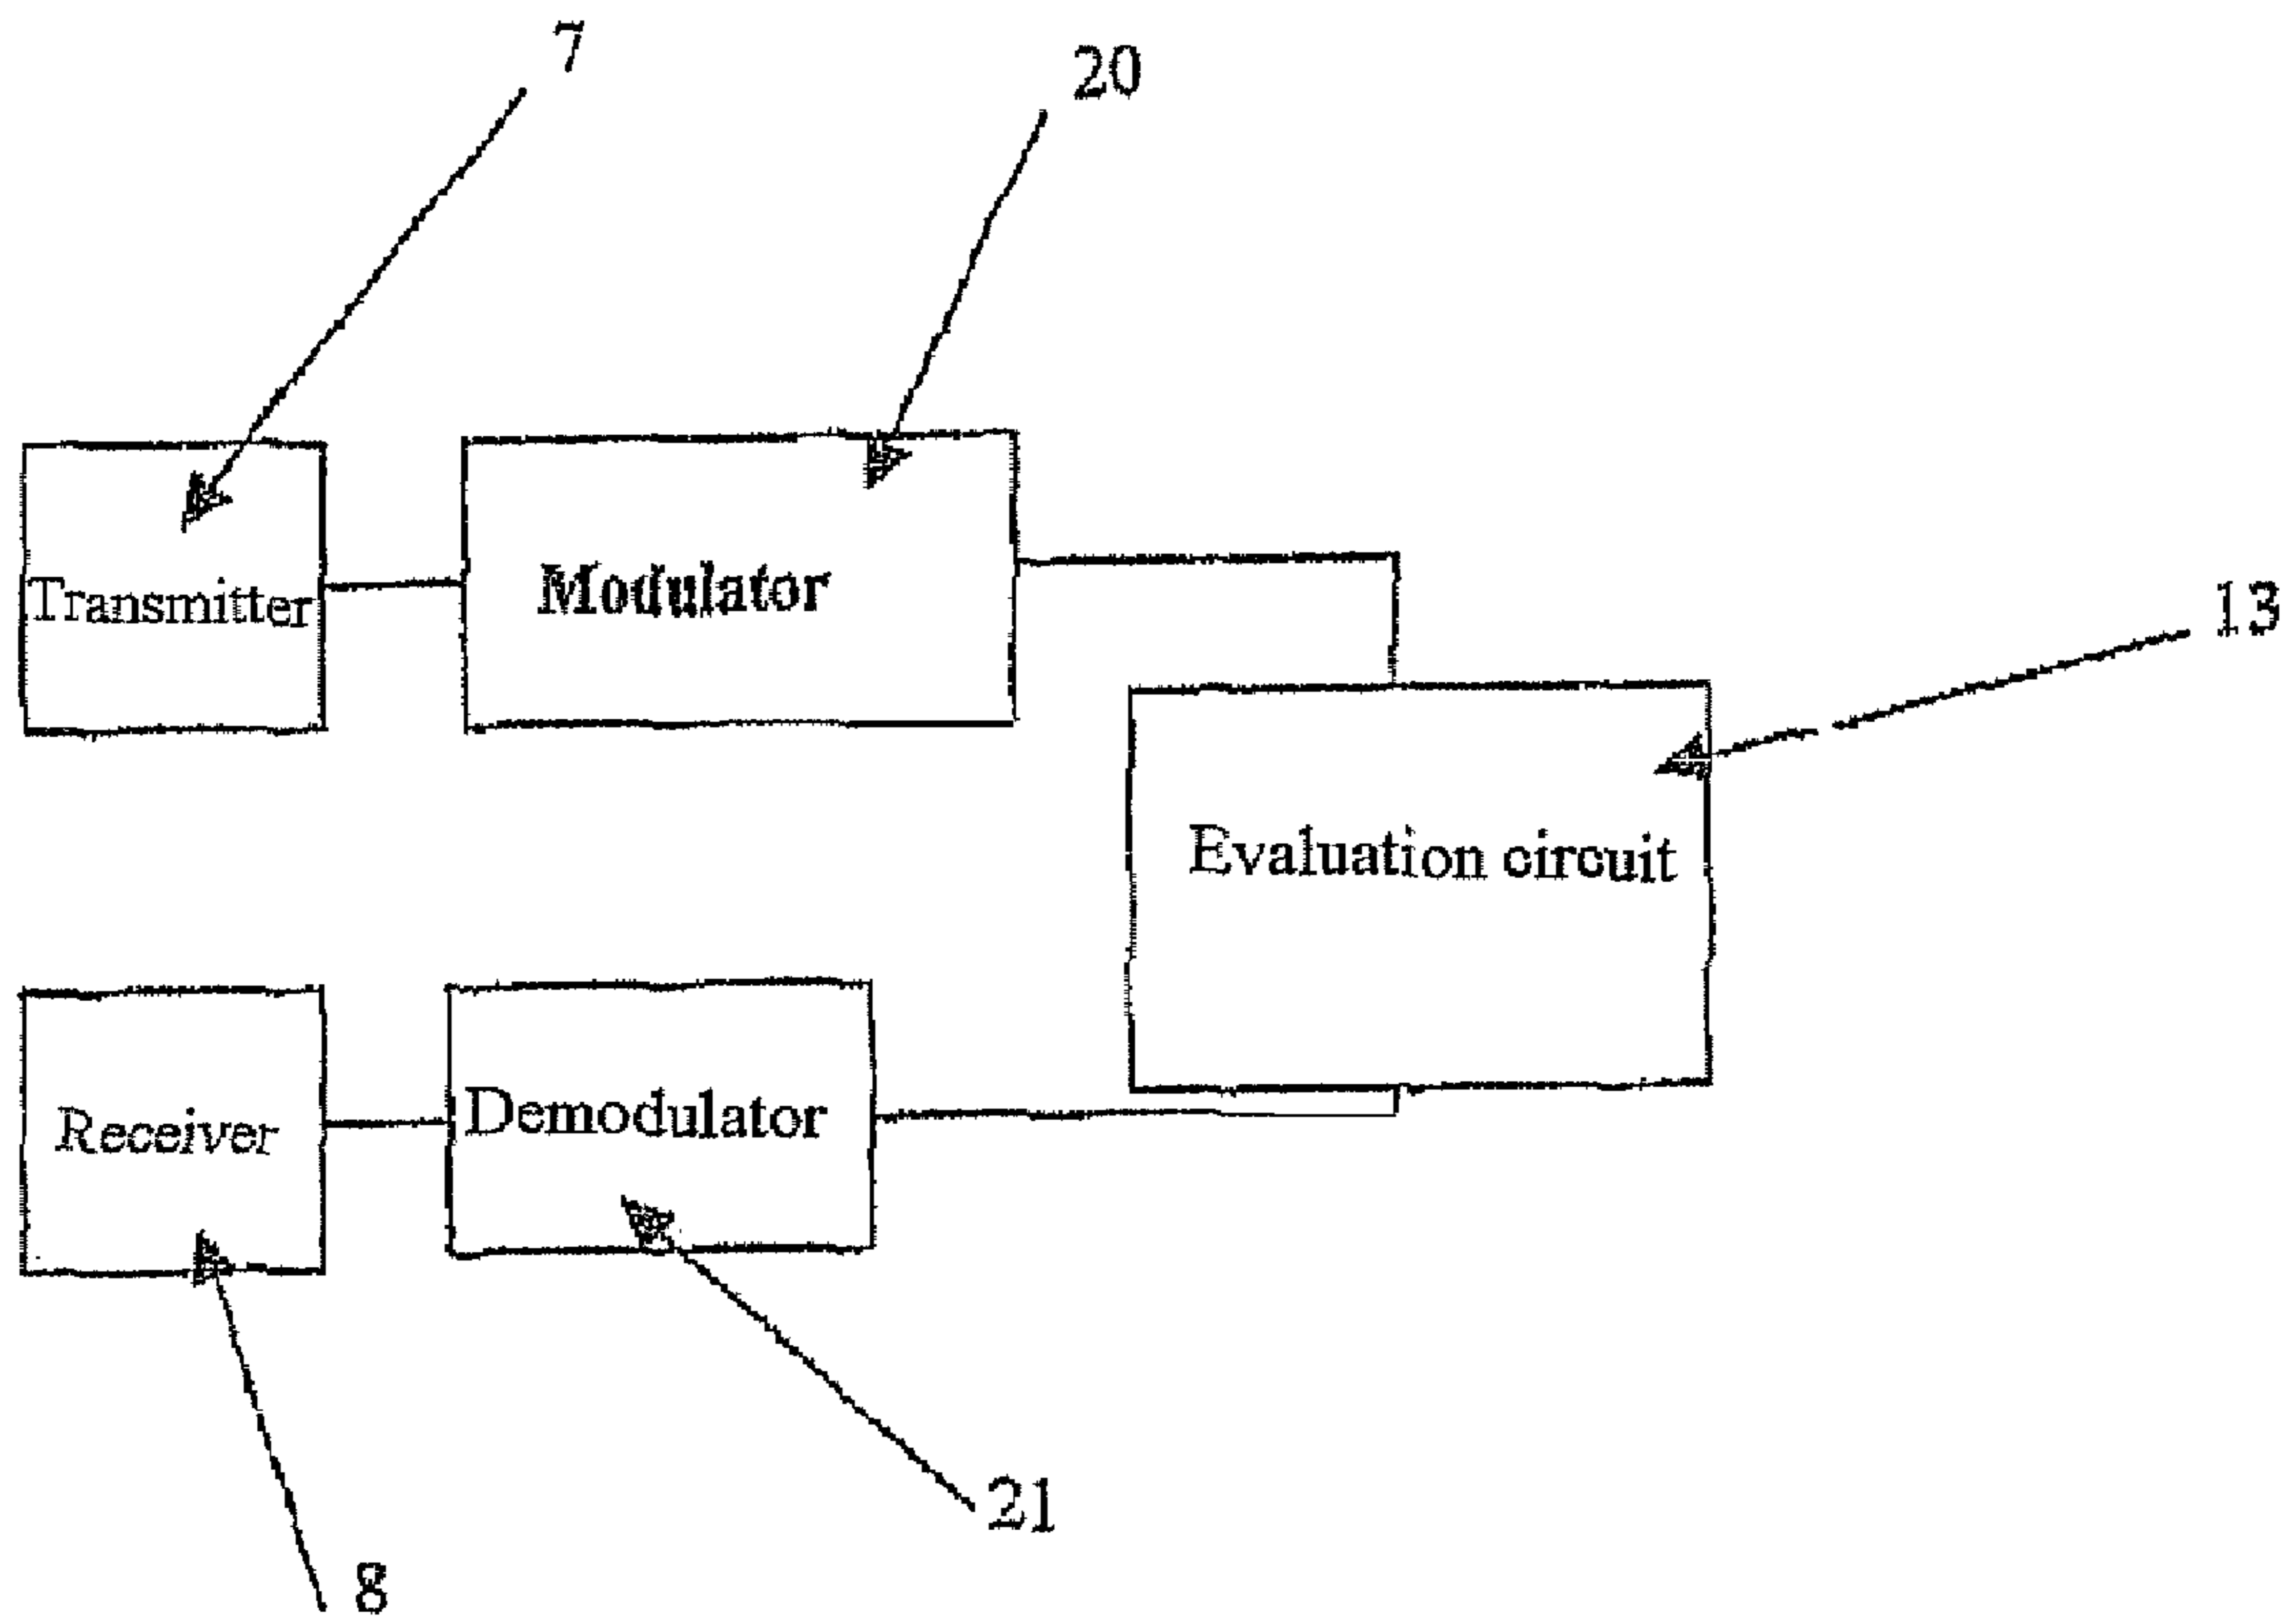 7
20
Transmitter
Modulator
13
Evaluation circuit
Receiver
Demodulator
21
8